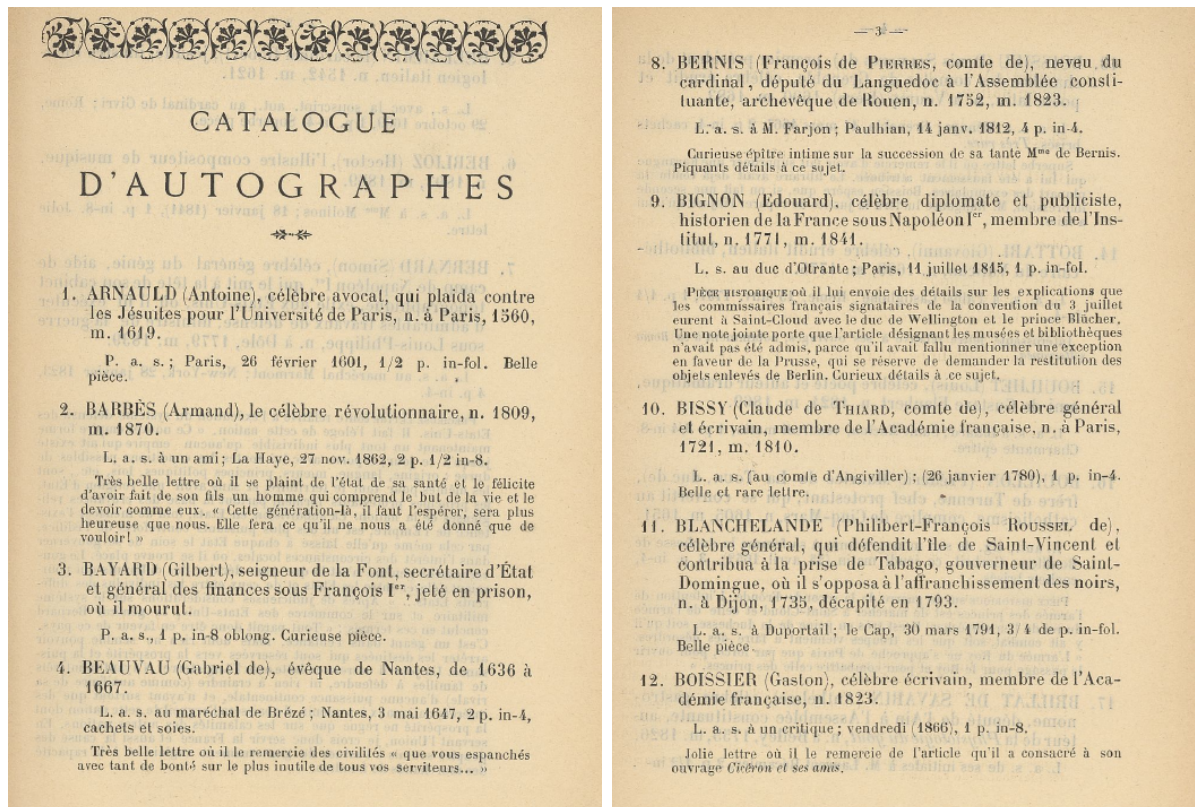 CATALOGUE
D'AUTOGRAPHES
1. ARNAULD (Antoine), célèbre avocat, qui plaida contre
les Jésuites pour l'Université de Paris, n. à Paris, 1560,
m. 1619.
P. a. s.; Paris, 26 février 1601, 1/2 p. in-fol. Belle
pièce.
2. BARBÈS (Armand), le célèbre révolutionnaire, n. 1809,
m. 1870.
L. a. s. à un ami; La Haye, 27 nov. 1862, 2 p. 1/2 in-8.
Très belle lettre où il se plaint de l'état de sa santé et le félicite
d'avoir fait de son fils un homme qui comprend le but de la vie et le
devoir comme eux. « Cette génération-là, il faut l'espérer, sera plus
heureuse que nous. Elle fera ce qu'il ne nous a été donné que de
vouloir! »
3. BAYARD (Gilbert), seigneur de la Font, secrétaire d'État
et général des finances sous François Ier, jeté en prison,
où il mourut.
P. a. s., 1 p. in-8 oblong. Curieuse pièce.
4. BEAUVAU (Gabriel de), évêque de Nantes, de 1636 à
1667.
L. a. s. au maréchal de Brézé; Nantes, 3 mai 1647, 2 p. in-4,
cachets et soies.
Très belle lettre où il le remercie des civilités « que vous espanchés
avec tant de bonté sur le plus inutile de tous vos serviteurs... »
— 3 —
8. BERNIS (François de PIERRES, comte de), neveu du
cardinal, député du Languedoc à l'Assemblée consti-
tuante, archevêque de Rouen, n. 1752, m. 1823.
L. a. s. à M. Farjon; Paulhian, 14 janv. 1812, 4 p. in-4.
Curieuse épître intime sur la succession de sa tante Mme de Bernis.
Piquants détails à ce sujet.
9. BIGNON (Edouard), célèbre diplomate et publiciste,
historien de la France sous Napoléon Ier, membre de l'Ins-
titut, n. 1771, m. 1841.
L. s. au duc d'Otrante; Paris, 11 juillet 1815, 1 p. in-fol.
PIÈCE HISTORIQUE où il lui envoie des détails sur les explications que
les commissaires français signataires de la convention du 3 juillet
eurent à Saint-Cloud avec le duc de Wellington et le prince Blücher.
Une note jointe porte que l'article désignant les musées et bibliothèques
n'avait pas été admis, parce qu'il avait fallu mentionner une exception
en faveur de la Prusse, qui se réserve de demander la restitution des
objets enlevés de Berlin. Curieux détails à ce sujet.
10. BISSY (Claude de THIARD, comte de), célèbre général
et écrivain, membre de l'Académie française, n. à Paris,
1721, m. 1810.
L. a. s. (au comte d'Angiviller); (26 janvier 1780), 1 p. in-4.
Belle et rare lettre.
11. BLANCHELANDE (Philibert-François ROUSSEL de),
célèbre général, qui défendit l'île de Saint-Vincent et
contribua à la prise de Tabago, gouverneur de Saint-
Domingue, où il s'opposa à l'affranchissement des noirs,
n. à Dijon, 1735, décapité en 1793.
L. a. s. à Duportail; le Cap, 30 mars 1791, 3/4 de p. in-fol.
Belle pièce.
12. BOISSIER (Gaston), célèbre écrivain, membre de l'Aca-
démie française, n. 1823.
L. a. s. à un critique; vendredi (1866), 1 p. in-8.
Jolie lettre où il le remercie de l'article qu'il a consacré à son
ouvrage Cicéron et ses amis.